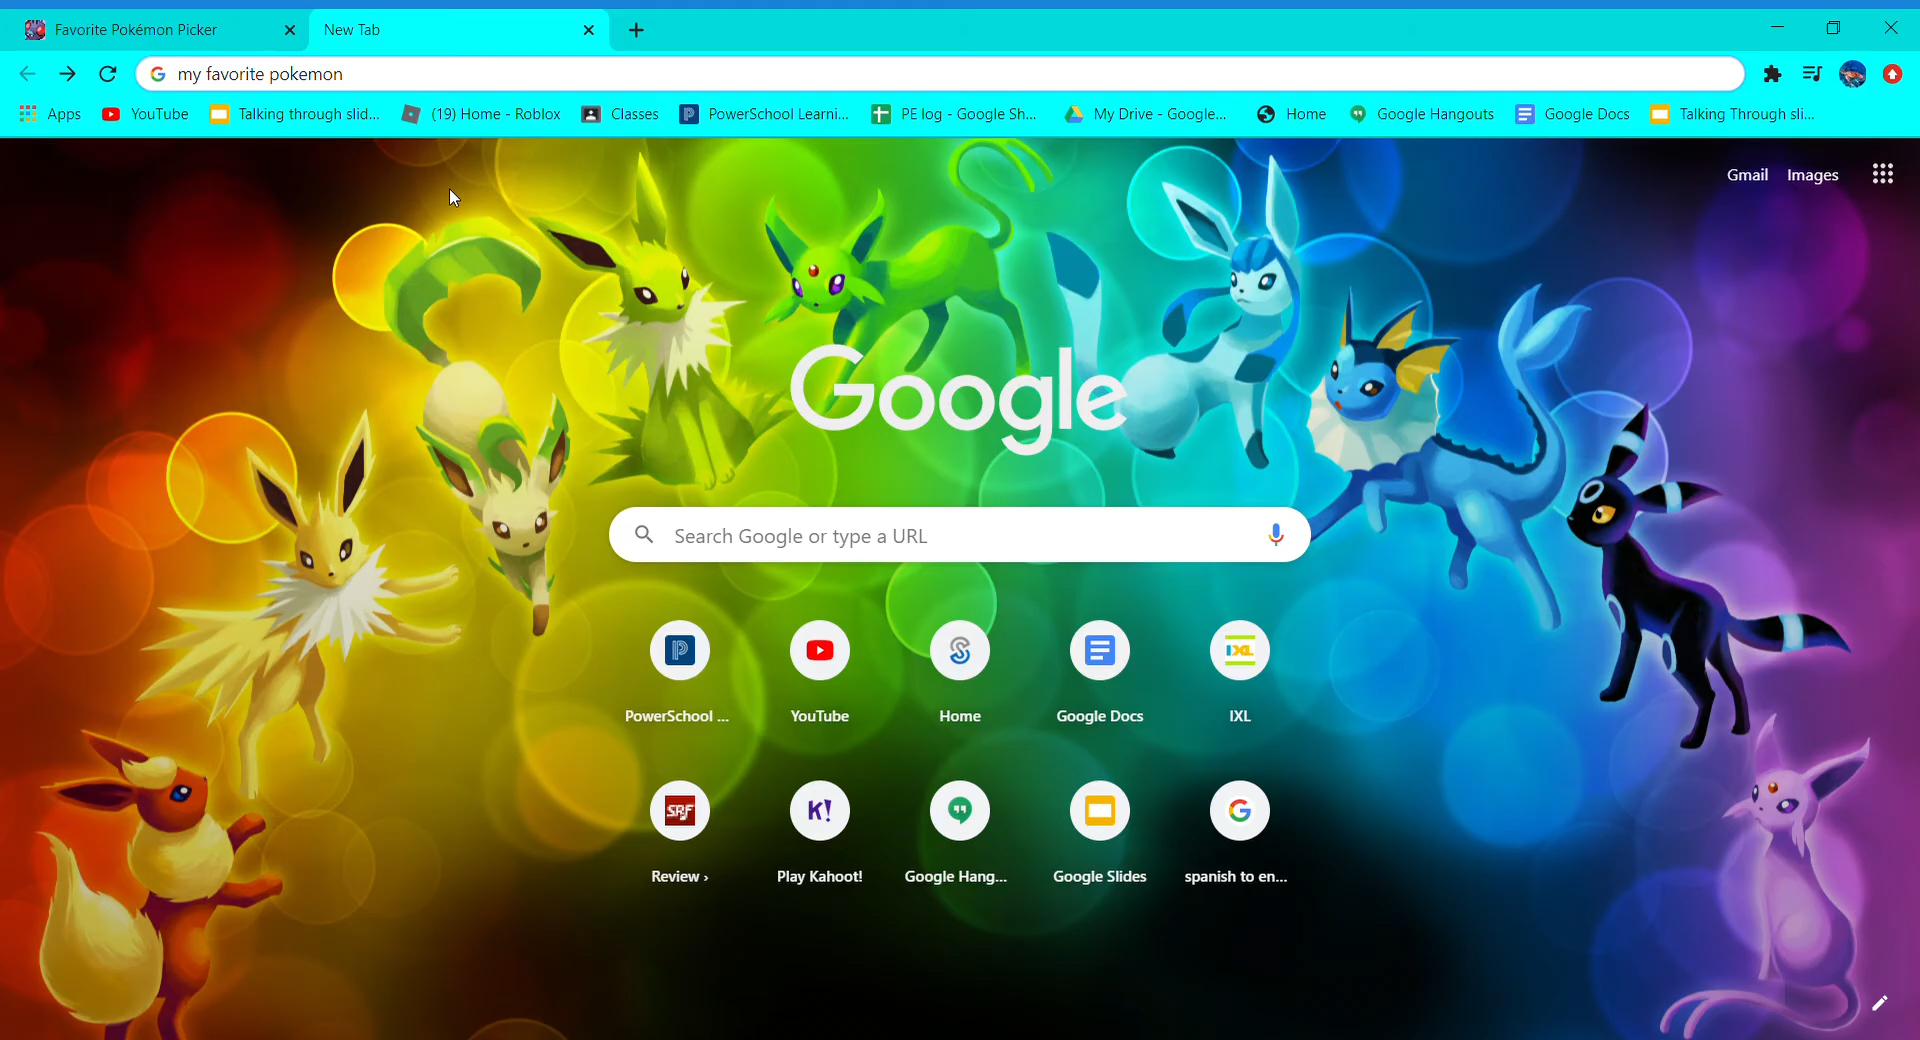 Favorite Pokémon Picker
New Tab
my favorite pokemon
Apps YouTube Talking through slid... (19) Home - Roblox Classes PowerSchool Learni... PE log - Google Sh... My Drive - Google... Home Google Hangouts Google Docs Talking Through sli...
Gmail Images
Google
Search Google or type a URL
PowerSchool ... YouTube Home Google Docs IXL
IXL
SRF K!
Review › Play Kahoot! Google Hang... Google Slides spanish to en...